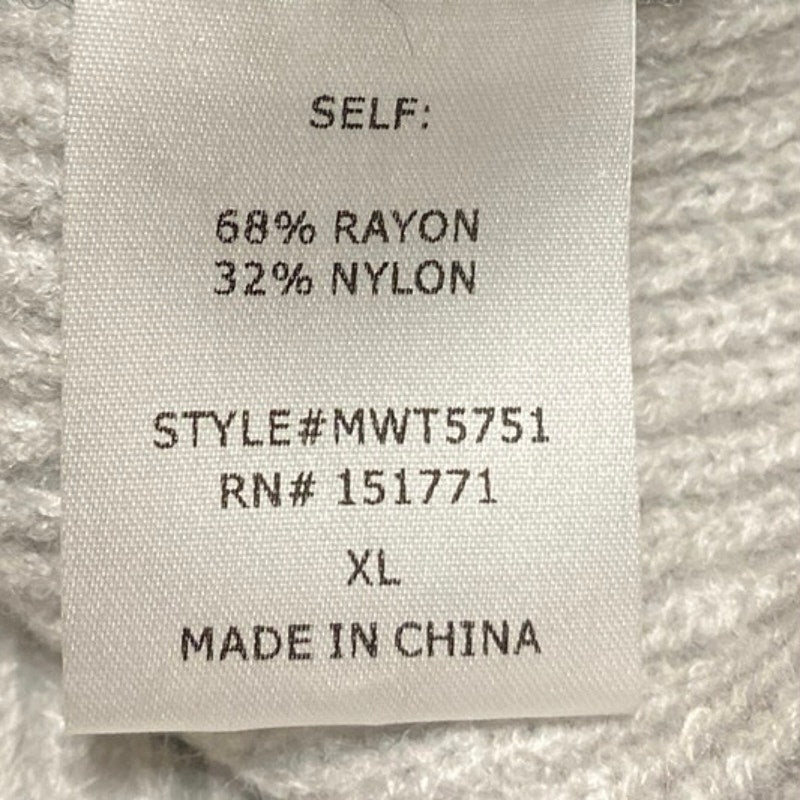 SELF:
68% RAYON
32% NYLON
STYLE#MWT5751
RN# 151771
XL
MADE IN CHINA